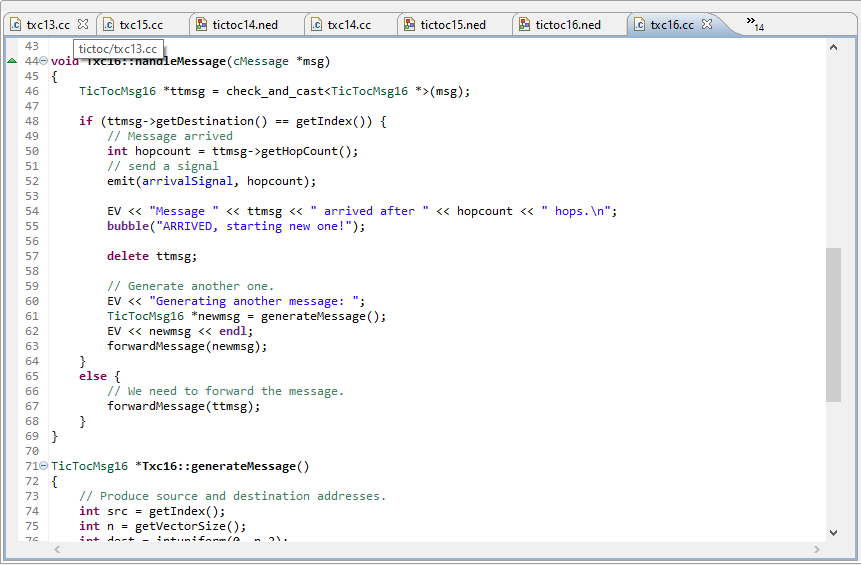 txc13.cc txc15.cc tictoc14.ned txc14.cc tictoc15.ned tictoc16.ned txc16.cc »14
tictoc/txc13.cc
43
44 void Txc16::handleMessage(cMessage *msg)
45 {
46     TicTocMsg16 *ttmsg = check_and_cast<TicTocMsg16 *>(msg);
47
48     if (ttmsg->getDestination() == getIndex()) {
49         // Message arrived
50         int hopcount = ttmsg->getHopCount();
51         // send a signal
52         emit(arrivalSignal, hopcount);
53
54         EV << "Message " << ttmsg << " arrived after " << hopcount << " hops.\n";
55         bubble("ARRIVED, starting new one!");
56
57         delete ttmsg;
58
59         // Generate another one.
60         EV << "Generating another message: ";
61         TicTocMsg16 *newmsg = generateMessage();
62         EV << newmsg << endl;
63         forwardMessage(newmsg);
64     }
65     else {
66         // We need to forward the message.
67         forwardMessage(ttmsg);
68     }
69 }
70
71 TicTocMsg16 *Txc16::generateMessage()
72 {
73     // Produce source and destination addresses.
74     int src = getIndex();
75     int n = getVectorSize();
76     int dest = intuniform(0, n-2);